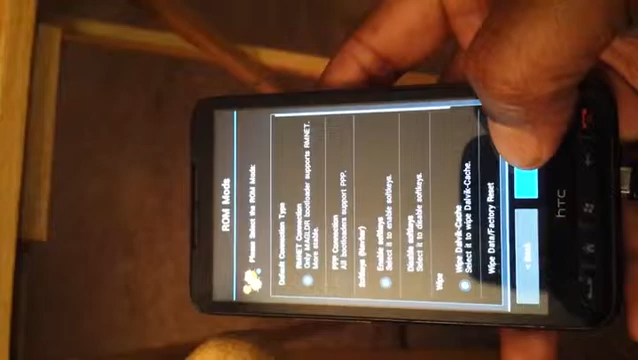 ROM Mods
Please Select the ROM Mods:
Default Connection Type
RMNET Connection
Only MAGLDR bootloader supports RMNET.
More stable.
PPP Connection
All bootloaders support PPP.
Softkeys (Navbar)
Enable softkeys
Select it to enable softkeys.
Disable softkeys
Select it to disable softkeys.
Wipe
Wipe Dalvik-Cache
Select it to wipe Dalvik-Cache.
Wipe Data/Factory Reset
< Back
hTC